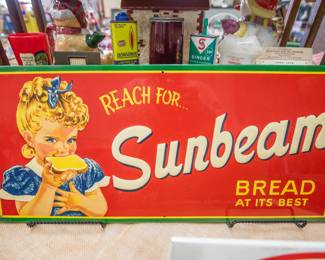 SINGER
REACH FOR...
Sunbeam
BREAD
AT ITS BEST